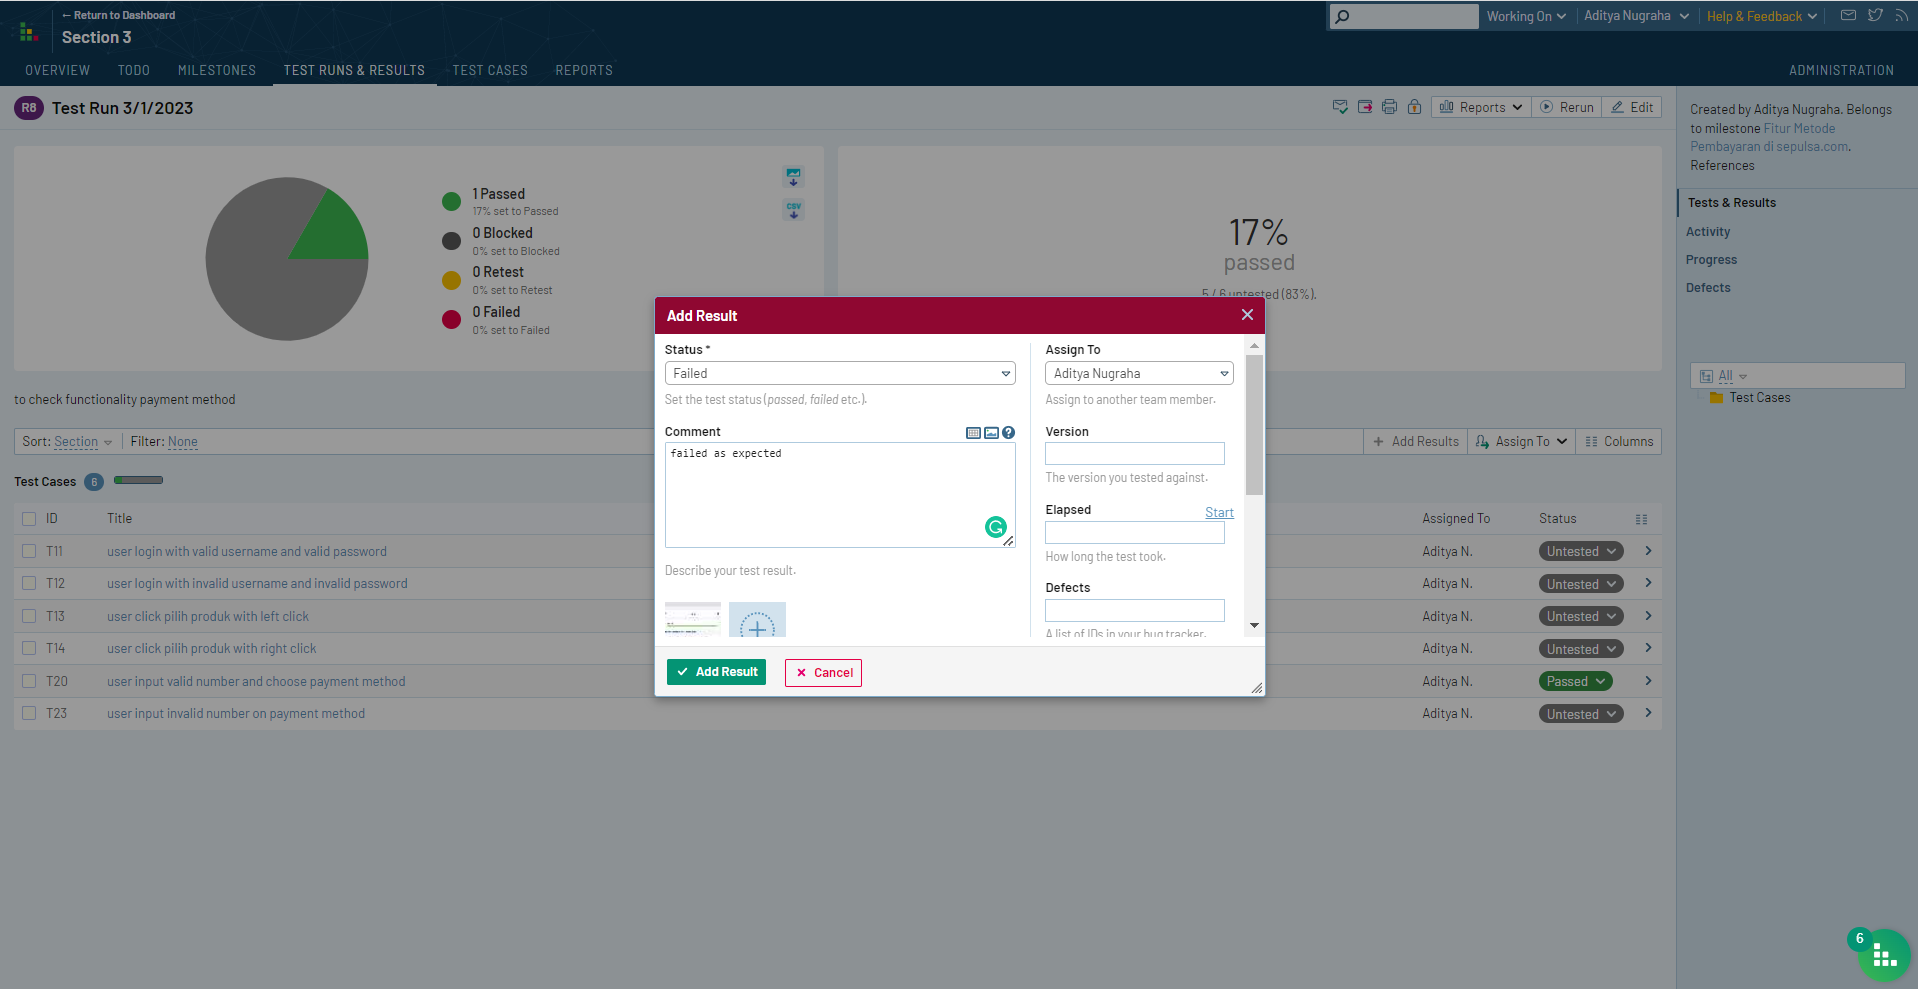 ← Return to Dashboard
Section 3
Working On
Aditya Nugraha
Help & Feedback
OVERVIEW
TODO
MILESTONES
TEST RUNS & RESULTS
TEST CASES
REPORTS
ADMINISTRATION
R8 Test Run 3/1/2023
Reports
Rerun
Edit
Created by Aditya Nugraha. Belongs
to milestone Fitur Metode
Pembayaran di sepulsa.com.
References
Tests & Results
Activity
Progress
Defects
All
Test Cases
1 Passed
17% set to Passed
0 Blocked
0% set to Blocked
0 Retest
0% set to Retest
0 Failed
0% set to Failed
CSV
17%
passed
5 / 6 untested (83%).
to check functionality payment method
Sort: Section
Filter: None
+ Add Results
Assign To
Columns
Test Cases 6
ID
Title
Assigned To
Status
T11 user login with valid username and valid password Aditya N. Untested
T12 user login with invalid username and invalid password Aditya N. Untested
T13 user click pilih produk with left click Aditya N. Untested
T14 user click pilih produk with right click Aditya N. Untested
T20 user input valid number and choose payment method Aditya N. Passed
T23 user input invalid number on payment method Aditya N. Untested
Add Result
Status *
Failed
Set the test status (passed, failed etc.).
Comment
failed as expected
Describe your test result.
Assign To
Aditya Nugraha
Assign to another team member.
Version
The version you tested against.
Elapsed
Start
How long the test took.
Defects
A list of IDs in your bug tracker.
Add Result
Cancel
6